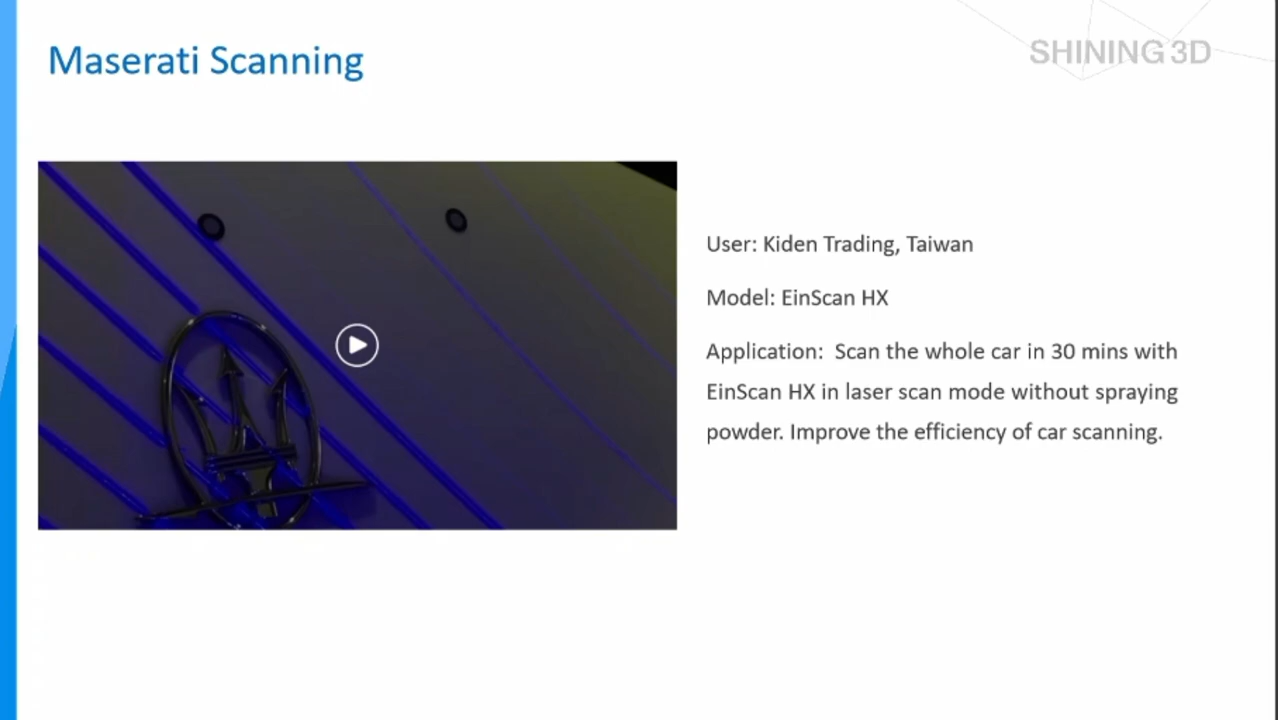 Maserati Scanning
SHINING 3D
User: Kiden Trading, Taiwan
Model: EinScan HX
Application:  Scan the whole car in 30 mins with
EinScan HX in laser scan mode without spraying
powder. Improve the efficiency of car scanning.